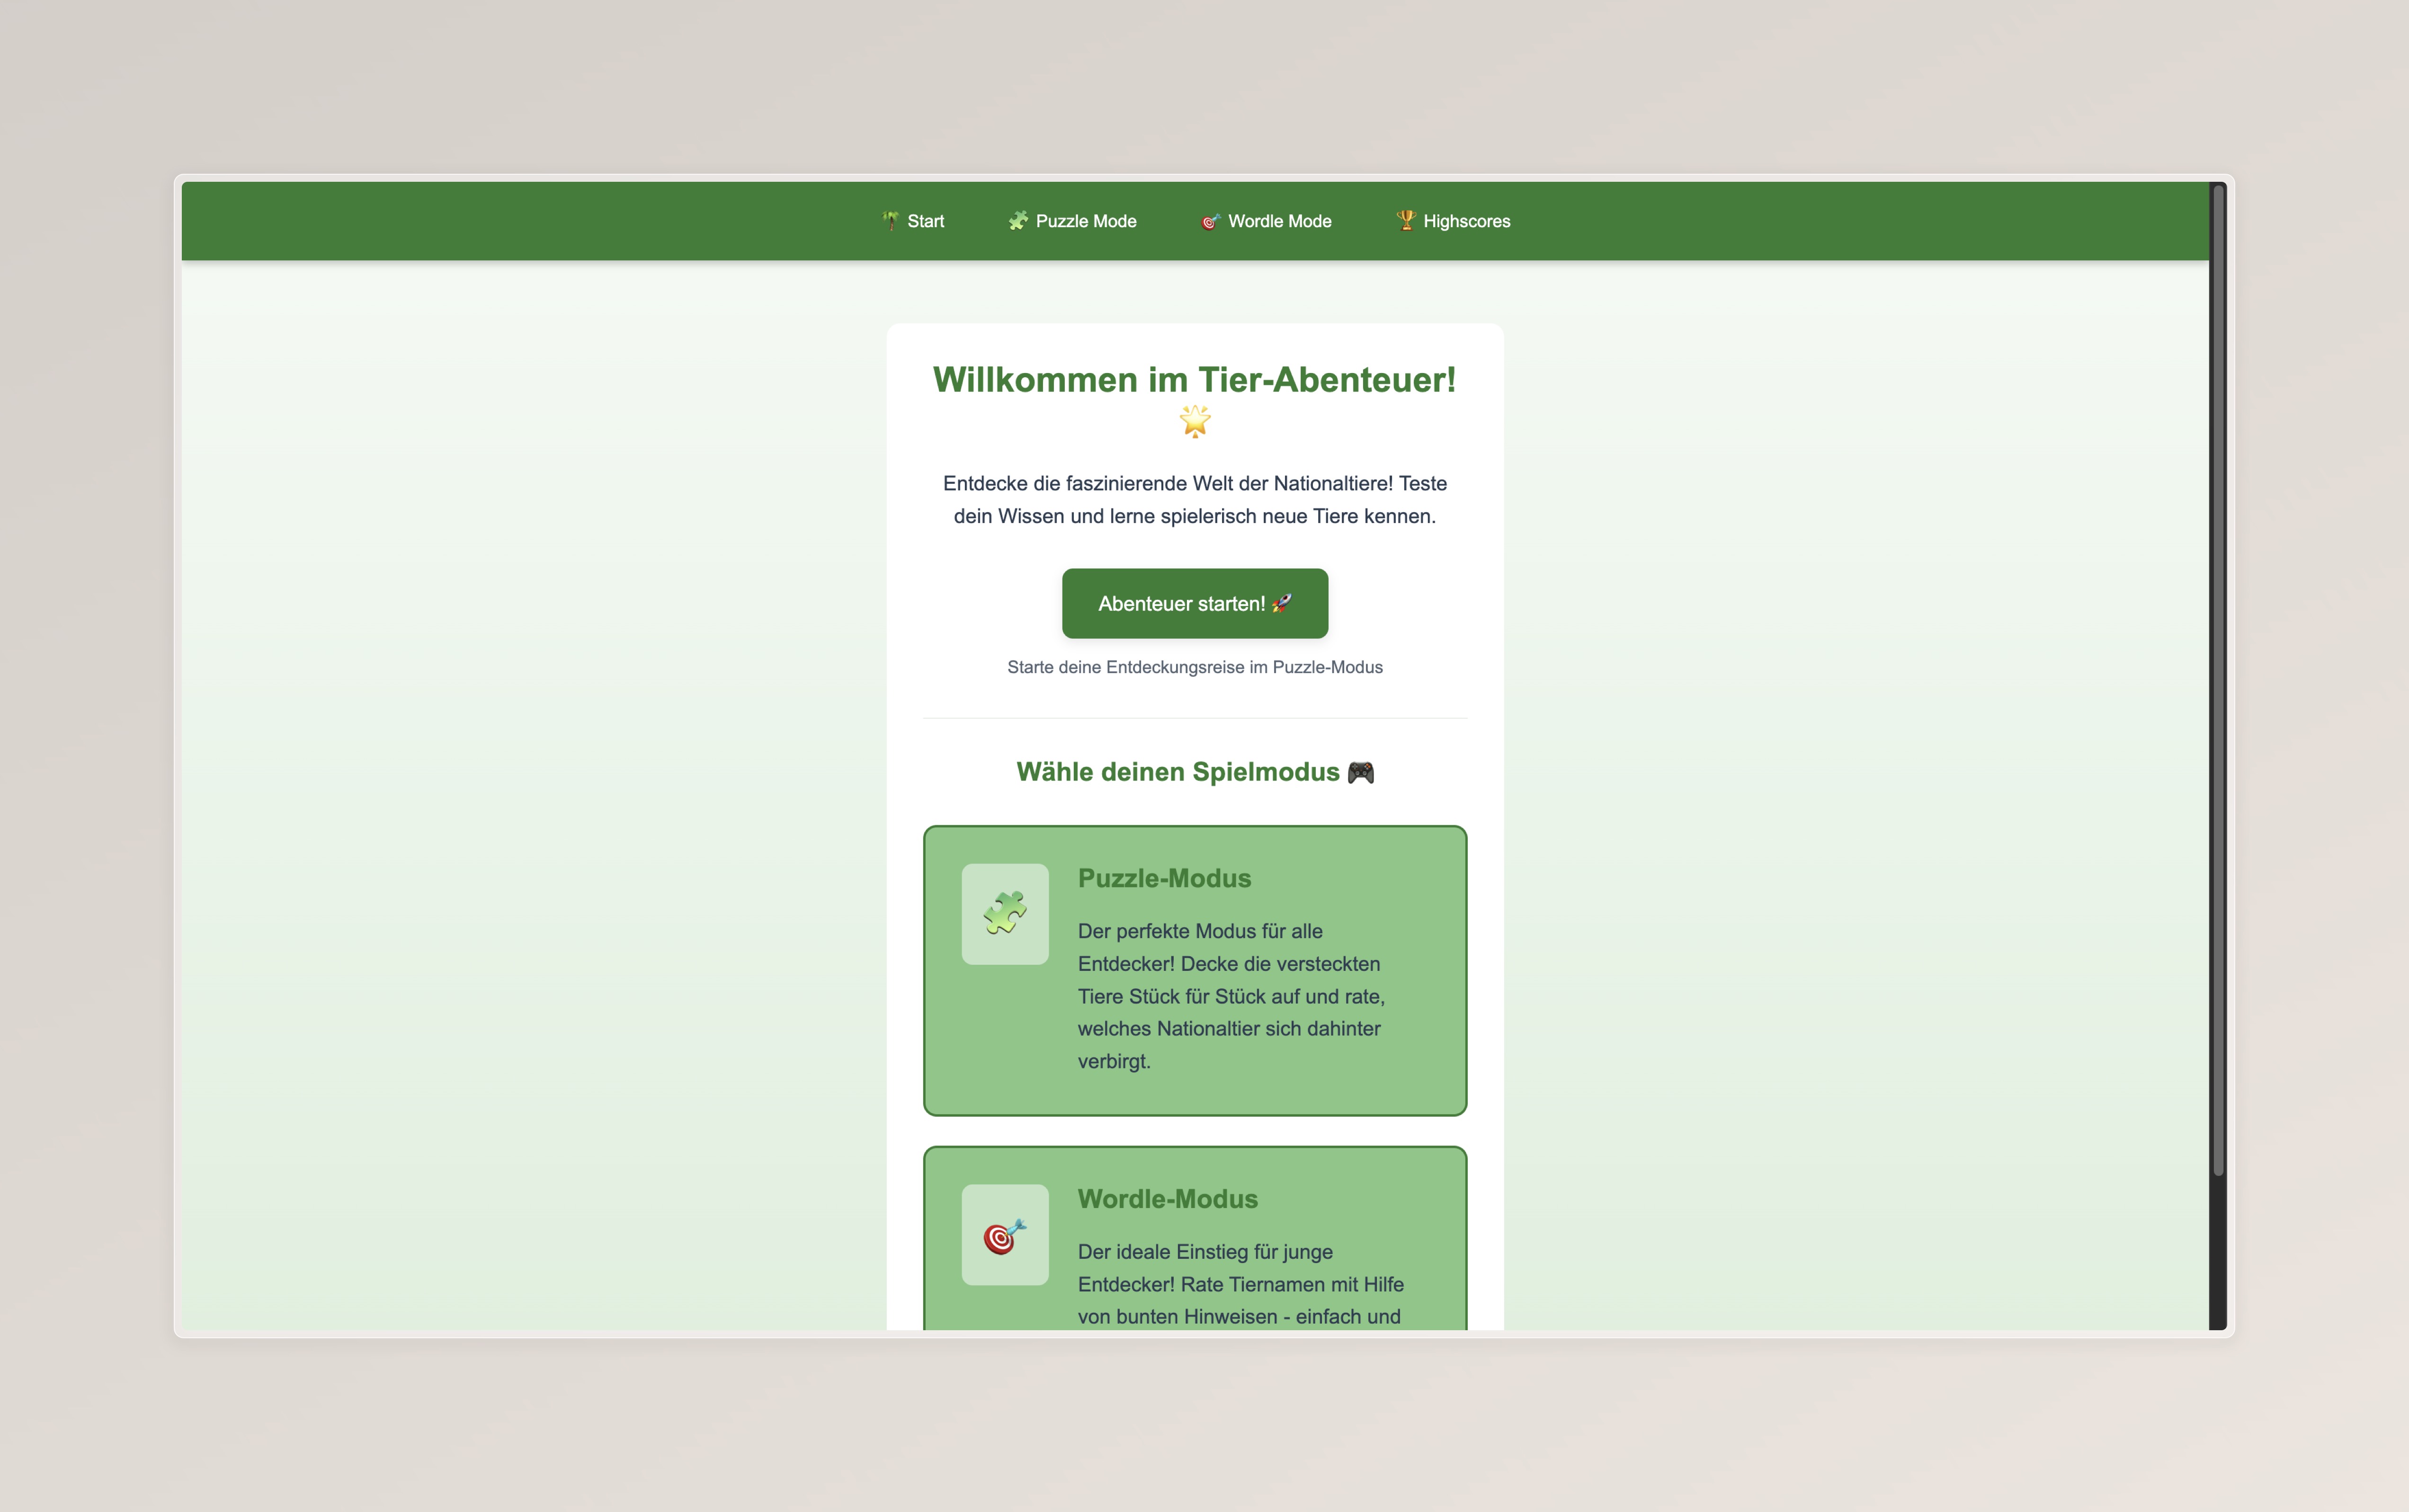 🌴 Start 🧩 Puzzle Mode 🎯 Wordle Mode 🏆 Highscores
Willkommen im Tier-Abenteuer!
🌟
Entdecke die faszinierende Welt der Nationaltiere! Teste
dein Wissen und lerne spielerisch neue Tiere kennen.
Abenteuer starten! 🚀
Starte deine Entdeckungsreise im Puzzle-Modus
Wähle deinen Spielmodus 🎮
Puzzle-Modus
Der perfekte Modus für alle
Entdecker! Decke die versteckten
Tiere Stück für Stück auf und rate,
welches Nationaltier sich dahinter
verbirgt.
Wordle-Modus
Der ideale Einstieg für junge
Entdecker! Rate Tiernamen mit Hilfe
von bunten Hinweisen - einfach und